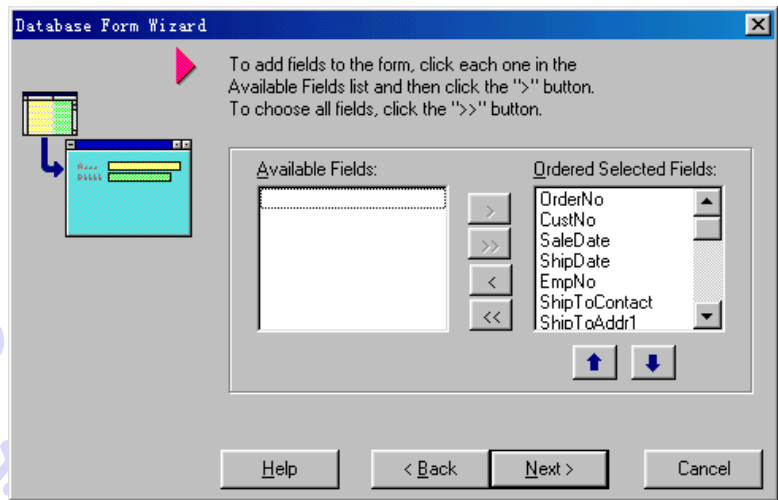 Database Form Wizard
To add fields to the form, click each one in the
Available Fields list and then click the ">" button.
To choose all fields, click the ">>" button.
Available Fields:
Ordered Selected Fields:
>
>>
<
<<
OrderNo
CustNo
SaleDate
ShipDate
EmpNo
ShipToContact
ShipToAddr1
Help
< Back
Next >
Cancel